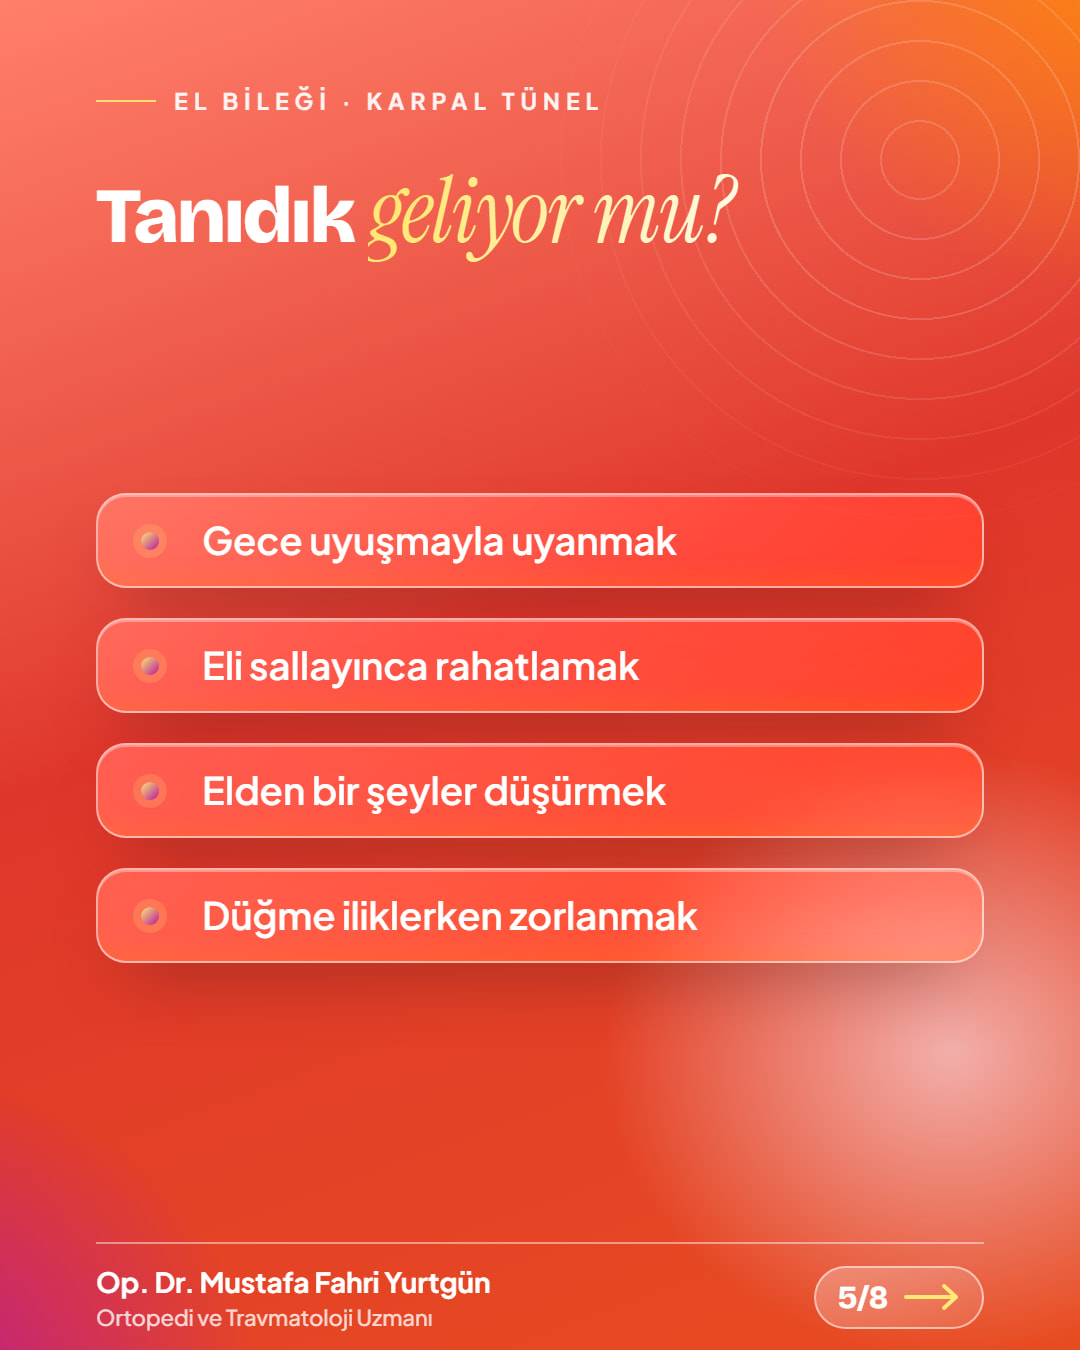 EL BİLEĞİ · KARPAL TÜNEL
Tanıdık geliyor mu?
Gece uyuşmayla uyanmak
Eli sallayınca rahatlamak
Elden bir şeyler düşürmek
Düğme iliklerken zorlanmak
Op. Dr. Mustafa Fahri Yurtgün
Ortopedi ve Travmatoloji Uzmanı
5/8